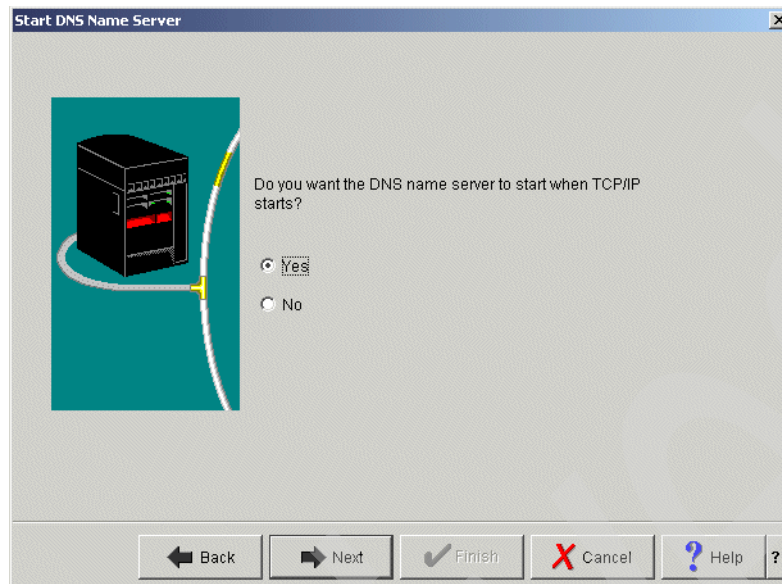 Start DNS Name Server
Do you want the DNS name server to start when TCP/IP
starts?
Yes
No
Back
Next
Finish
Cancel
? Help
?